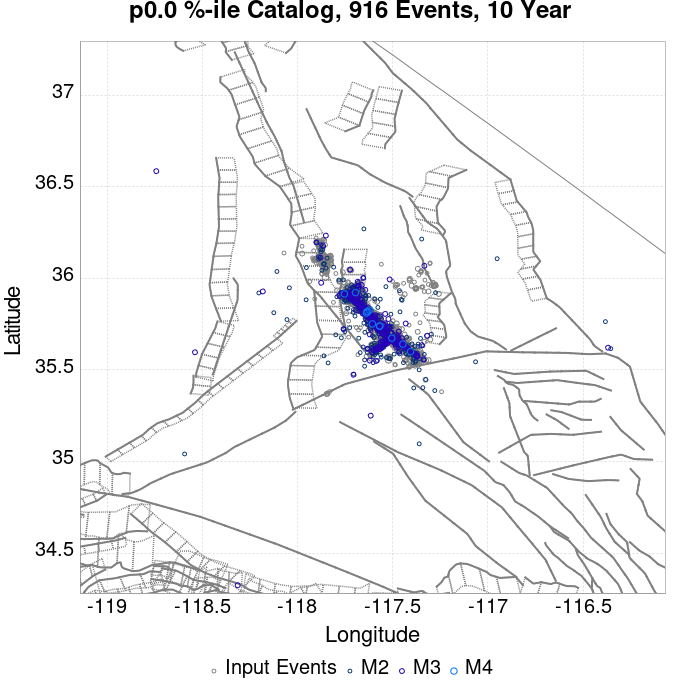 p0.0 %-ile Catalog, 916 Events, 10 Year
37
36.5
36
35.5
35
34.5
Latitude
-119
-118.5
-118
-117.5
-117
-116.5
Longitude
Input Events
M2
M3
M4